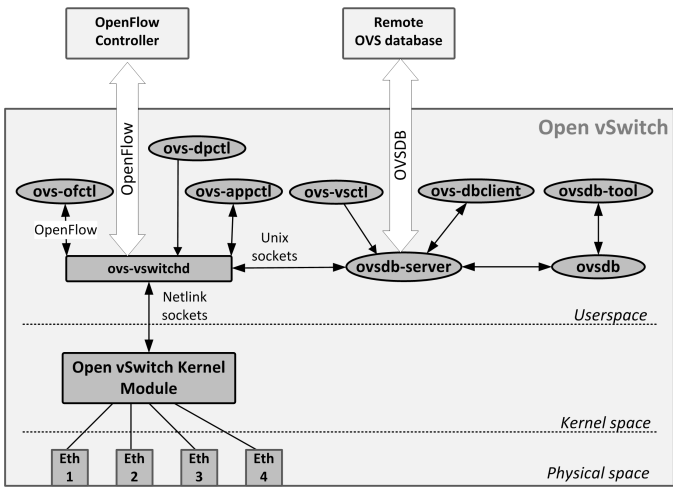 OpenFlow
Controller
Remote
OVS database
Open vSwitch
OpenFlow
OVSDB
ovs-dpctl
ovs-ofctl
ovs-appctl
ovs-vsctl
ovs-dbclient
ovsdb-tool
OpenFlow
Unix
sockets
ovs-vswitchd
ovsdb-server
ovsdb
Netlink
sockets
Userspace
Open vSwitch Kernel
Module
Kernel space
Eth
1
Eth
2
Eth
3
Eth
4
Physical space